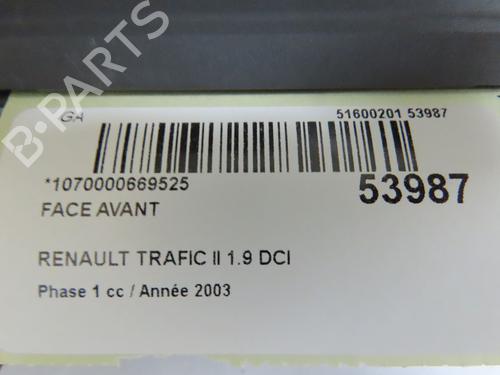 B-PARTS
GA
51600201 53987
*1070000669525
53987
FACE AVANT
RENAULT TRAFIC II 1.9 DCI
Phase 1 cc / Année 2003